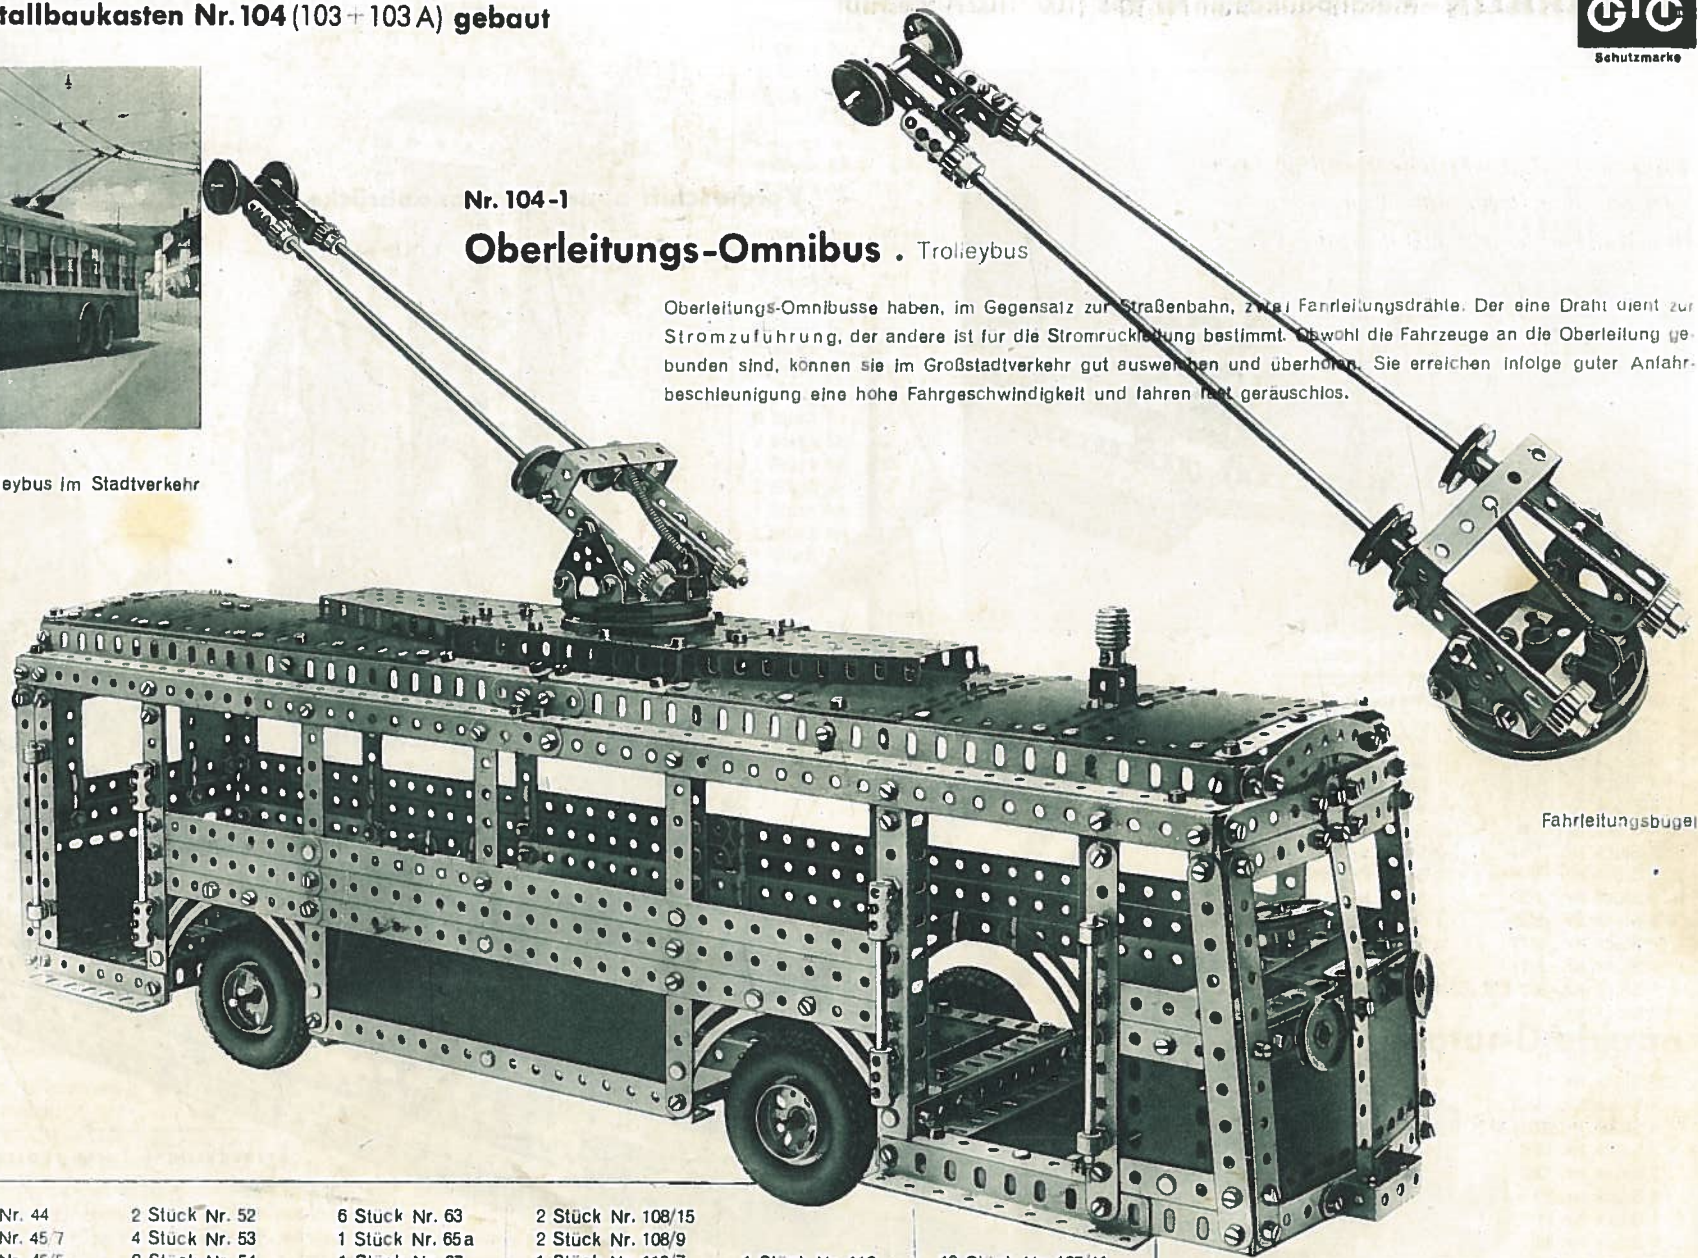 tallbaukasten Nr. 104 (103 + 103 A) gebaut
Schutzmarke
Nr. 104-1
Oberleitungs-Omnibus . Trolleybus
Oberleitungs-Omnibusse haben, im Gegensatz zur Straßenbahn, zwei Fahrleitungsdrähte. Der eine Draht dient zur
Stromzuführung, der andere ist für die Stromrückleitung bestimmt. Obwohl die Fahrzeuge an die Oberleitung ge-
bunden sind, können sie im Großstadtverkehr gut ausweichen und überholen. Sie erreichen infolge guter Anfahr-
beschleunigung eine hohe Fahrgeschwindigkeit und fahren fast geräuschlos.
eybus im Stadtverkehr
Fahrleitungsbügel
Nr. 44 2 Stück Nr. 52 6 Stück Nr. 63 2 Stück Nr. 108/15
Nr. 45/7 4 Stück Nr. 53 1 Stück Nr. 65a 2 Stück Nr. 108/9